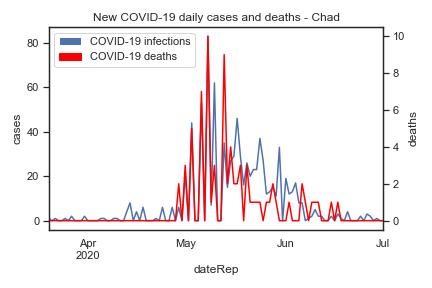 New COVID-19 daily cases and deaths - Chad
COVID-19 infections
COVID-19 deaths
80
60
40
20
0
cases
10
8
6
4
2
0
deaths
Apr
2020
May
Jun
Jul
dateRep